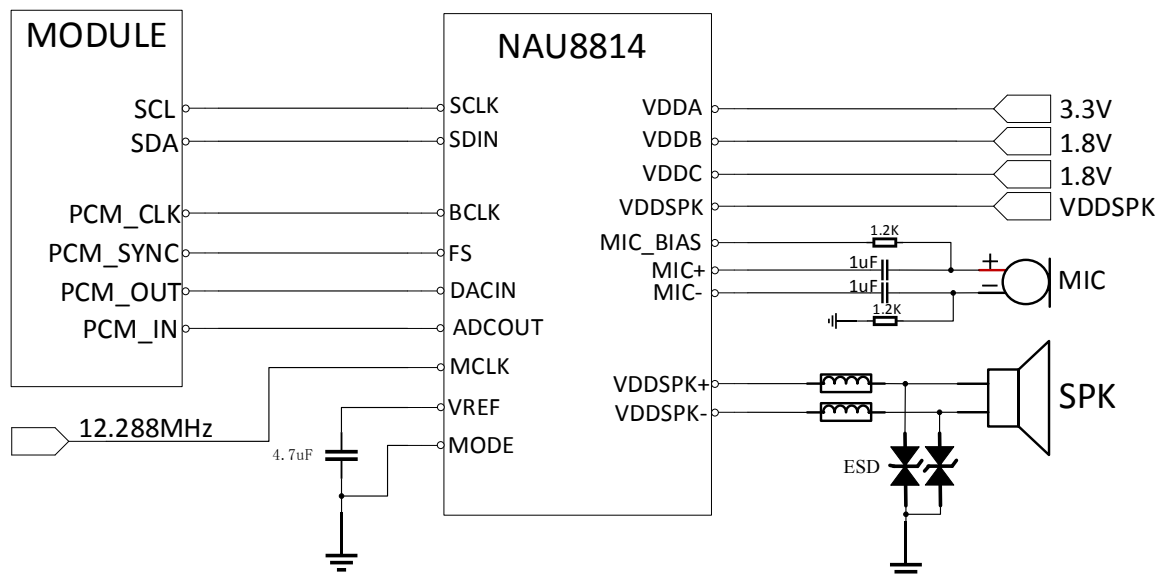 MODULE
SCL
SDA
PCM_CLK
PCM_SYNC
PCM_OUT
PCM_IN
12.288MHz
4.7uF
NAU8814
SCLK
SDIN
BCLK
FS
DACIN
ADCOUT
MCLK
VREF
MODE
VDDA
VDDB
VDDC
VDDSPK
MIC_BIAS
MIC+
MIC-
VDDSPK+
VDDSPK-
3.3V
1.8V
1.8V
VDDSPK
1.2K
1uF
1uF
1.2K
+
−
MIC
SPK
ESD